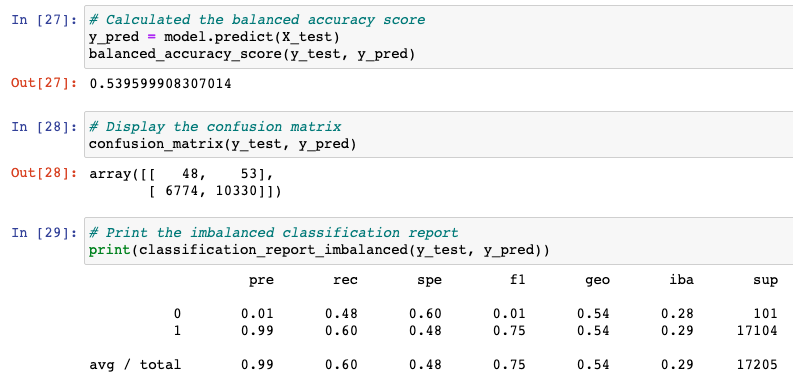 In [27]: # Calculated the balanced accuracy score
y_pred = model.predict(X_test)
balanced_accuracy_score(y_test, y_pred)
Out[27]: 0.539599908307014
In [28]: # Display the confusion matrix
confusion_matrix(y_test, y_pred)
Out[28]: array([[   48,    53],
       [ 6774, 10330]])
In [29]: # Print the imbalanced classification report
print(classification_report_imbalanced(y_test, y_pred))
pre rec spe f1 geo iba sup
0 0.01 0.48 0.60 0.01 0.54 0.28 101
1 0.99 0.60 0.48 0.75 0.54 0.29 17104
avg / total 0.99 0.60 0.48 0.75 0.54 0.29 17205